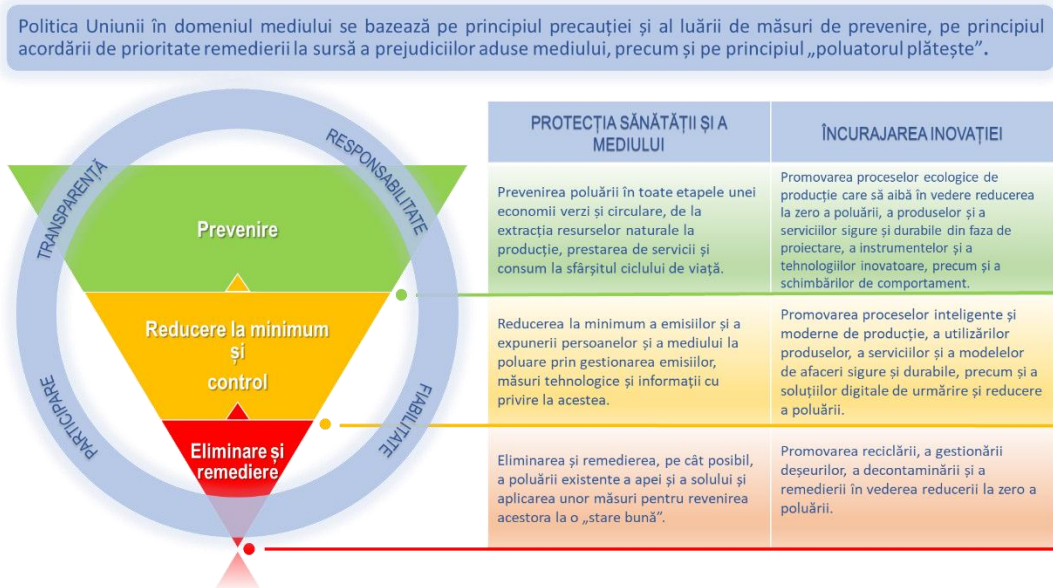 Politica Uniunii în domeniul mediului se bazează pe principiul precauției și al luării de măsuri de prevenire, pe principiul
acordării de prioritate remedierii la sursă a prejudiciilor aduse mediului, precum și pe principiul „poluatorul plătește”.
TRANSPARENȚĂ
RESPONSABILITATE
PARTICIPARE
FIABILITATE
Prevenire
Reducere la minimum
și
control
Eliminare și
remediere
PROTECȚIA SĂNĂTĂȚII ȘI A
MEDIULUI
ÎNCURAJAREA INOVAȚIEI
Prevenirea poluării în toate etapele unei
economii verzi și circulare, de la
extracția resurselor naturale la
producție, prestarea de servicii și
consum la sfârșitul ciclului de viață.
Promovarea proceselor ecologice de
producție care să aibă în vedere reducerea
la zero a poluării, a produselor și a
serviciilor sigure și durabile din faza de
proiectare, a instrumentelor și a
tehnologiilor inovatoare, precum și a
schimbărilor de comportament.
Reducerea la minimum a emisiilor și a
expunerii persoanelor și a mediului la
poluare prin gestionarea emisiilor,
măsuri tehnologice și informații cu
privire la acestea.
Promovarea proceselor inteligente și
moderne de producție, a utilizărilor
produselor, a serviciilor și a modelelor
de afaceri sigure și durabile, precum și a
soluțiilor digitale de urmărire și reducere
a poluării.
Eliminarea și remedierea, pe cât posibil,
a poluării existente a apei și a solului și
aplicarea unor măsuri pentru revenirea
acestora la o „stare bună”.
Promovarea reciclării, a gestionării
deșeurilor, a decontaminării și a
remedierii în vederea reducerii la zero a
poluării.